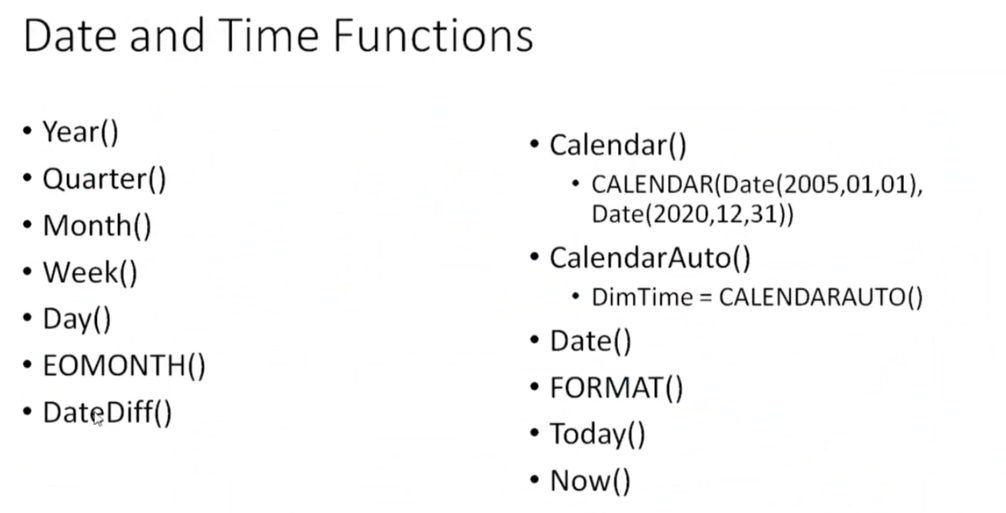 Date and Time Functions
• Year()
• Quarter()
• Month()
• Week()
• Day()
• EOMONTH()
• DateDiff()
• Calendar()
• CALENDAR(Date(2005,01,01),
Date(2020,12,31))
• CalendarAuto()
• DimTime = CALENDARAUTO()
• Date()
• FORMAT()
• Today()
• Now()